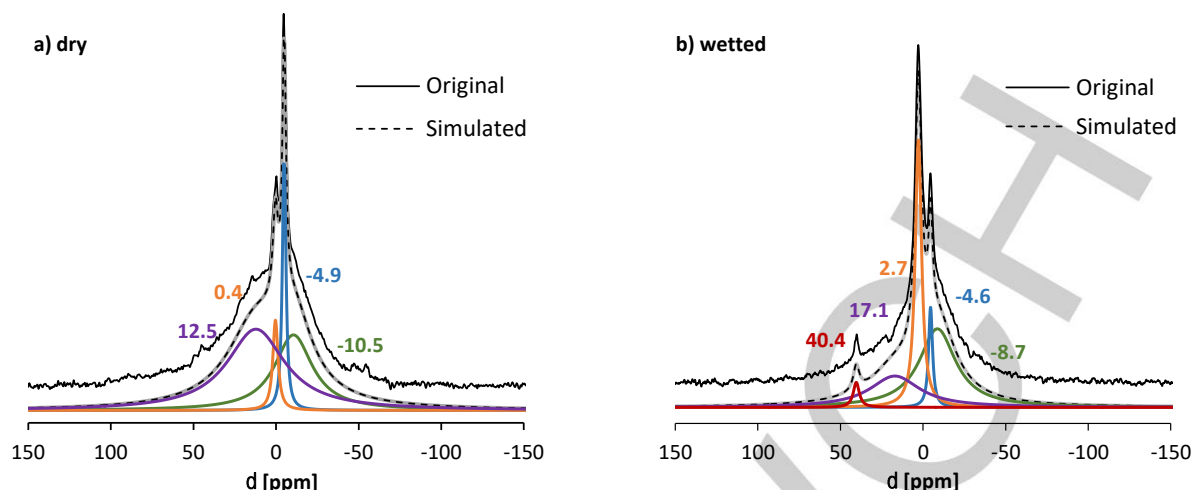 a) dry
Original
Simulated
-4.9
0.4
12.5
-10.5
150 100 50 0 -50 -100 -150
d [ppm]
b) wetted
Original
Simulated
2.7
-4.6
17.1
40.4
-8.7
150 100 50 0 -50 -100 -150
d [ppm]
CH